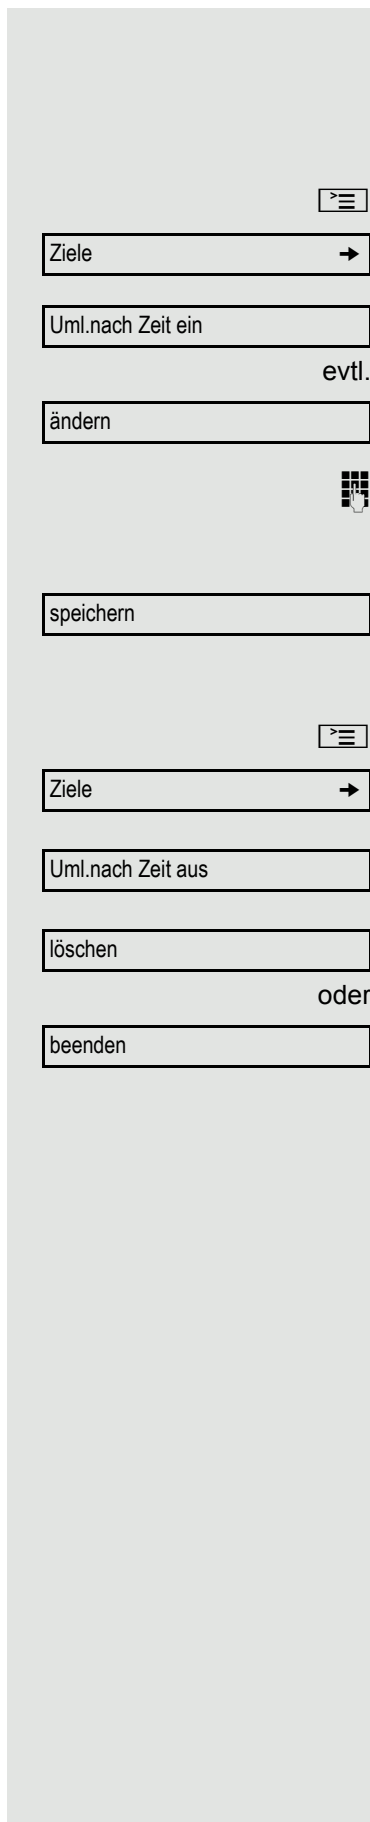 Ziele
Uml.nach Zeit ein
evtl.
ändern
speichern
Ziele
Uml.nach Zeit aus
löschen
oder
beenden